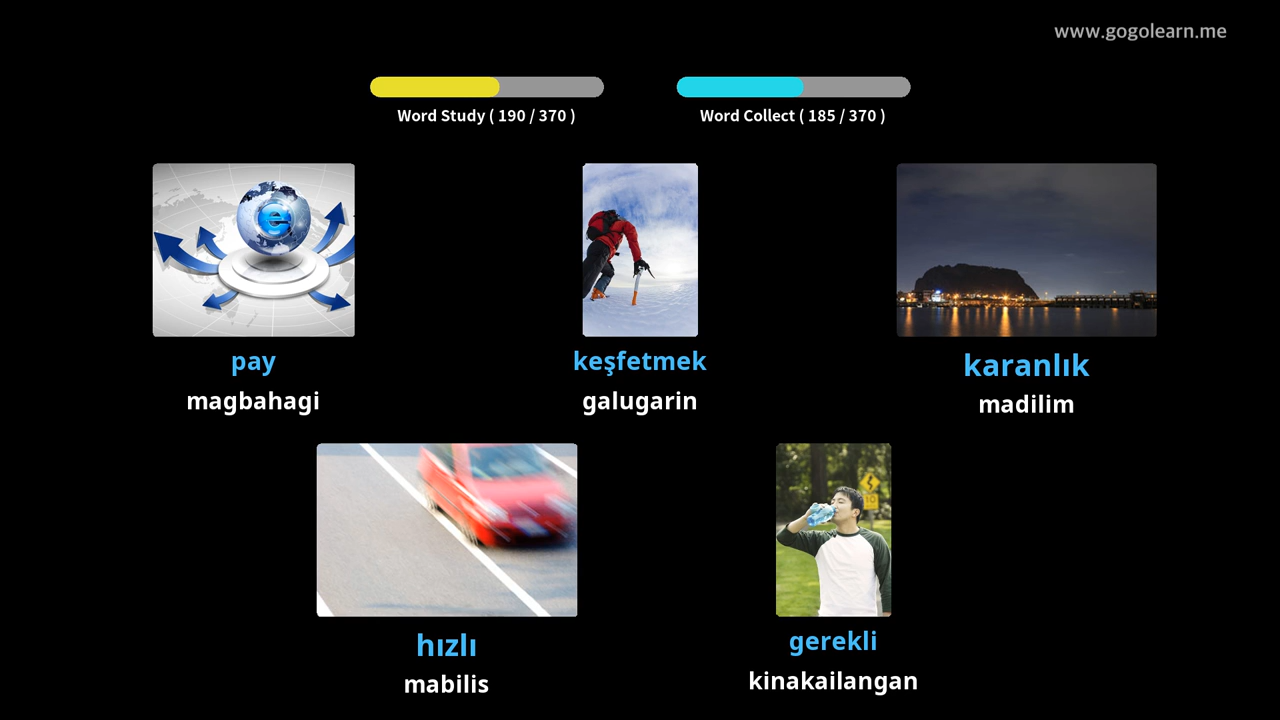 www.gogolearn.me
Word Study ( 190 / 370 )
Word Collect ( 185 / 370 )
pay
magbahagi
keşfetmek
galugarin
karanlık
madilim
hızlı
mabilis
gerekli
kinakailangan